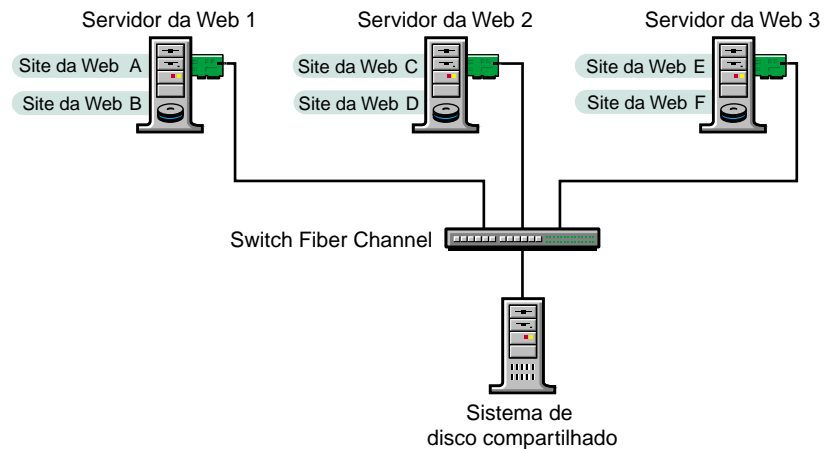 Servidor da Web 1
Servidor da Web 2
Servidor da Web 3
Site da Web A
Site da Web C
Site da Web E
Site da Web B
Site da Web D
Site da Web F
Switch Fiber Channel
Sistema de
disco compartilhado